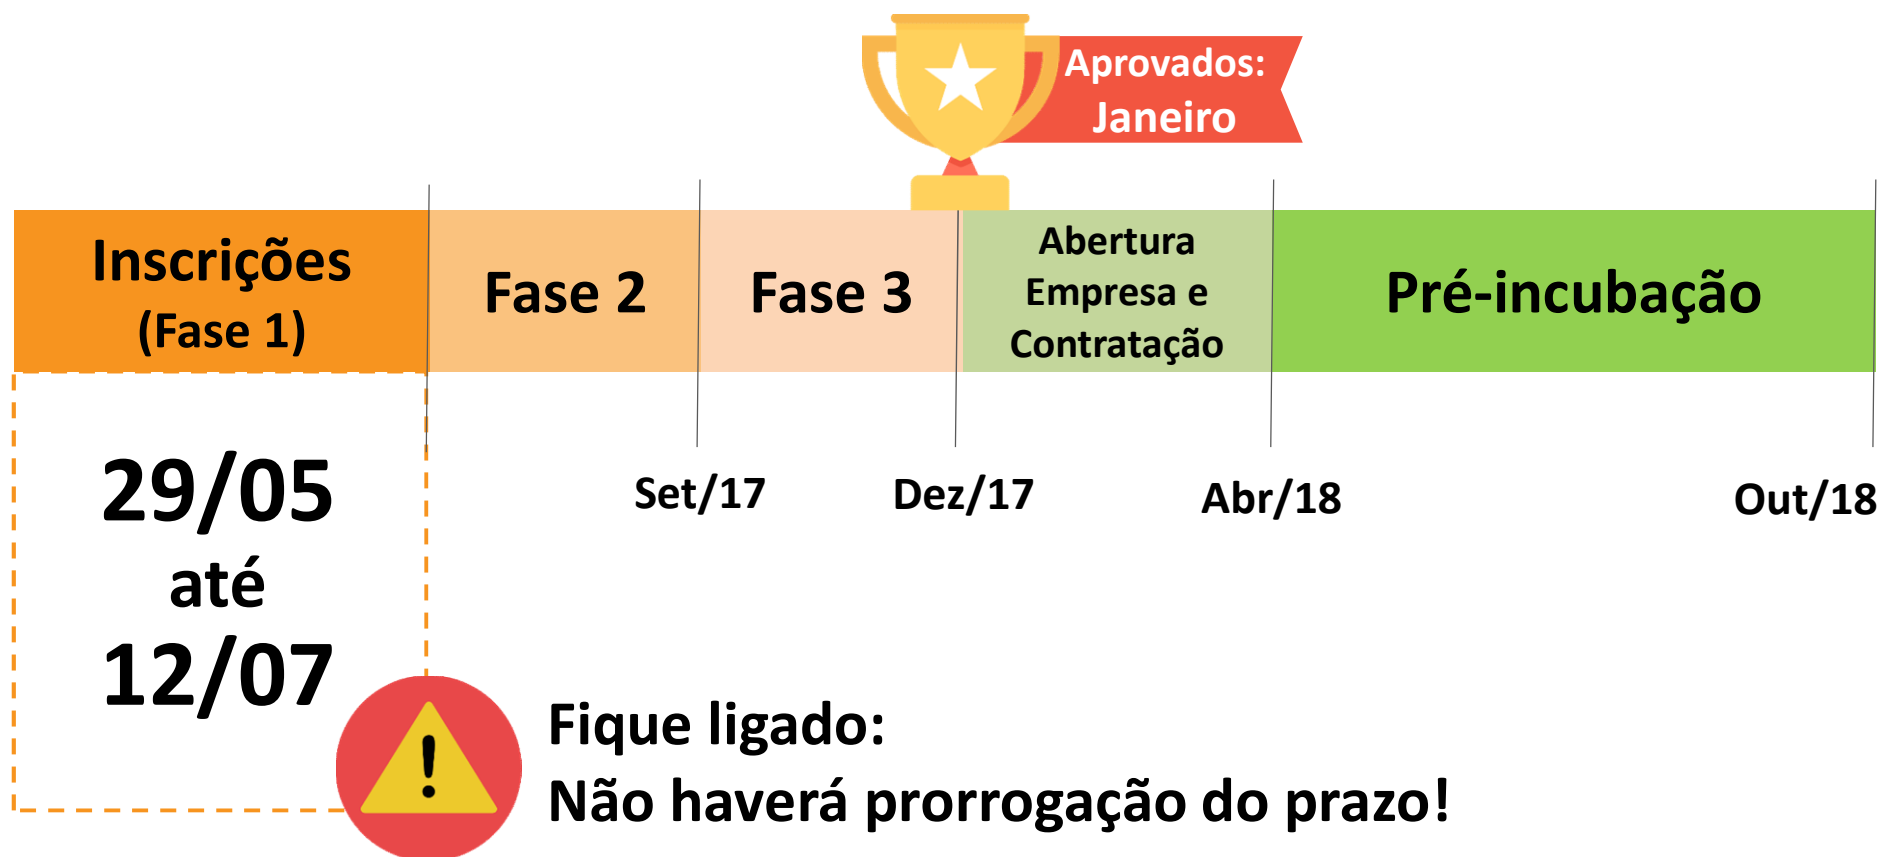 Aprovados:
Janeiro
Inscrições
(Fase 1)
Fase 2
Fase 3
Abertura
Empresa e
Contratação
Pré-incubação
29/05
até
12/07
Set/17
Dez/17
Abr/18
Out/18
!
Fique ligado:
Não haverá prorrogação do prazo!